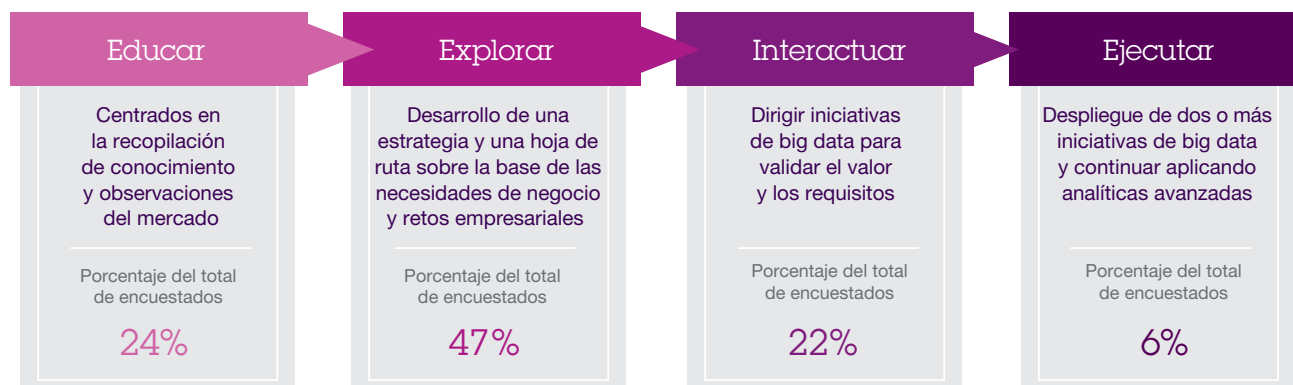 Educar
Centrados en
la recopilación
de conocimiento
y observaciones
del mercado
Porcentaje del total
de encuestados
24%
Explorar
Desarrollo de una
estrategia y una hoja de
ruta sobre la base de las
necesidades de negocio
y retos empresariales
Porcentaje del total
de encuestados
47%
Interactuar
Dirigir iniciativas
de big data para
validar el valor
y los requisitos
Porcentaje del total
de encuestados
22%
Ejecutar
Despliegue de dos o más
iniciativas de big data
y continuar aplicando
analíticas avanzadas
Porcentaje del total
de encuestados
6%